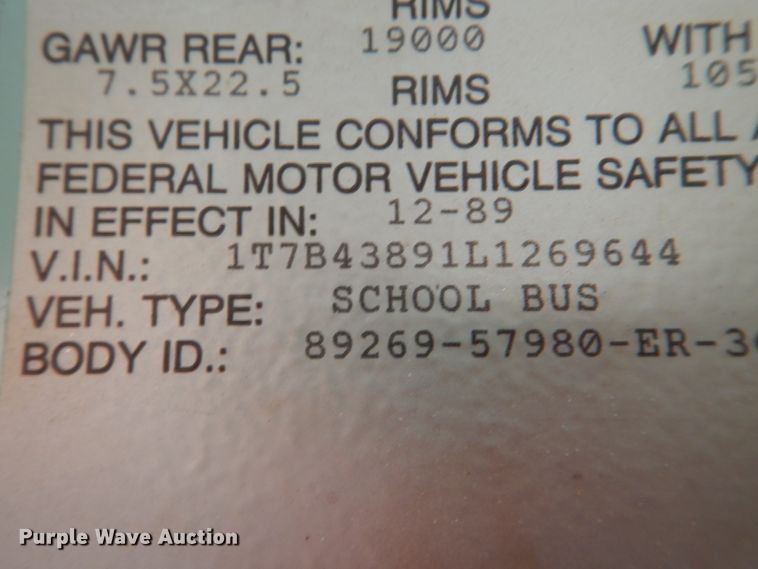 RIMS
GAWR REAR: 19000 WITH
7.5X22.5 RIMS 105
THIS VEHICLE CONFORMS TO ALL
FEDERAL MOTOR VEHICLE SAFETY
IN EFFECT IN: 12-89
V.I.N.: 1T7B43891L1269644
VEH. TYPE: SCHOOL BUS
BODY ID.: 89269-57980-ER-3
Purple Wave Auction